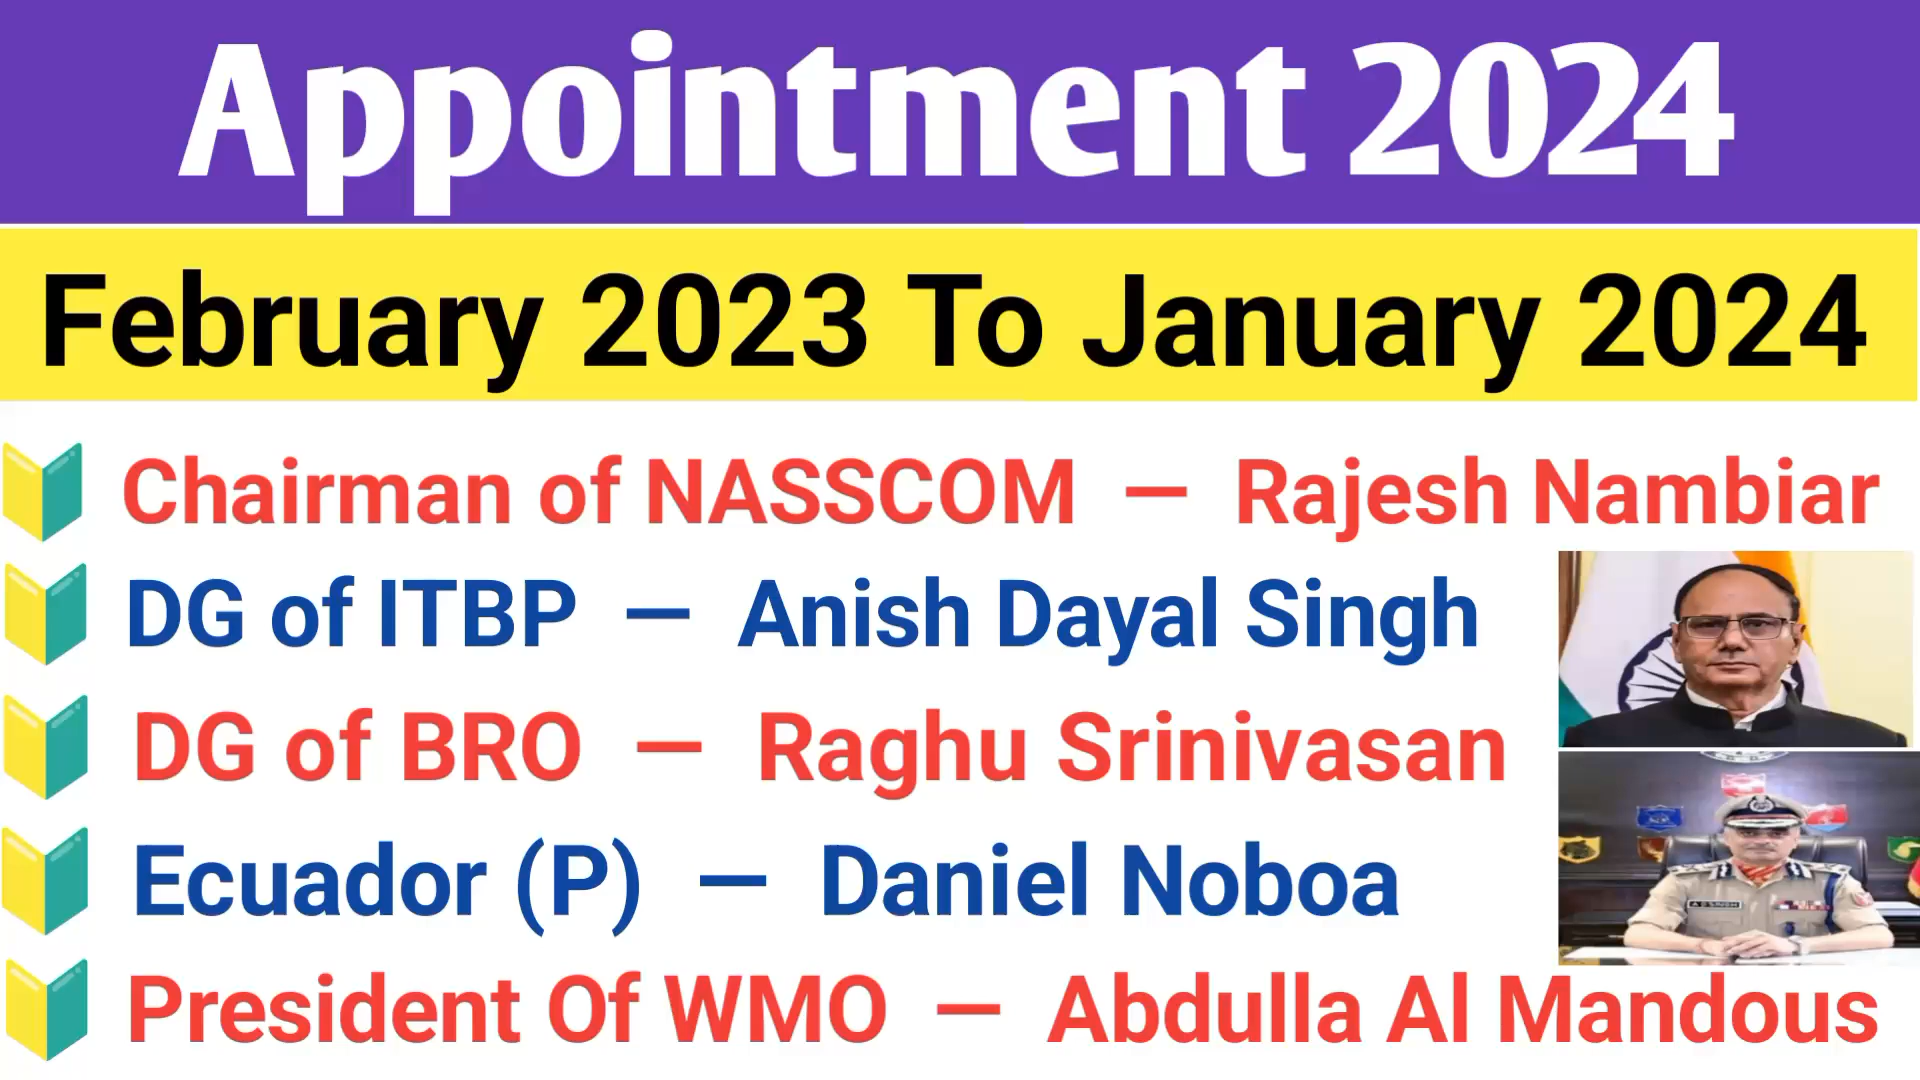 Appointment 2024
February 2023 To January 2024
Chairman of NASSCOM — Rajesh Nambiar
DG of ITBP — Anish Dayal Singh
DG of BRO — Raghu Srinivasan
Ecuador (P) — Daniel Noboa
President Of WMO — Abdulla Al Mandous
A D SINGH